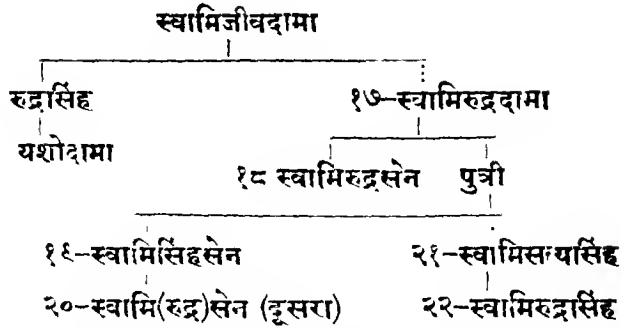 स्वामिजीवदामा
रुद्रसिंह १७-स्वामिरुद्रदामा
यशोदामा
१८ स्वामिरुद्रसेन पुत्री
१९-स्वामिसिंहसेन २१-स्वामिसत्यसिंह
२०-स्वामि(रुद्र)सेन (दूसरा) २२-स्वामिरुद्रसिंह